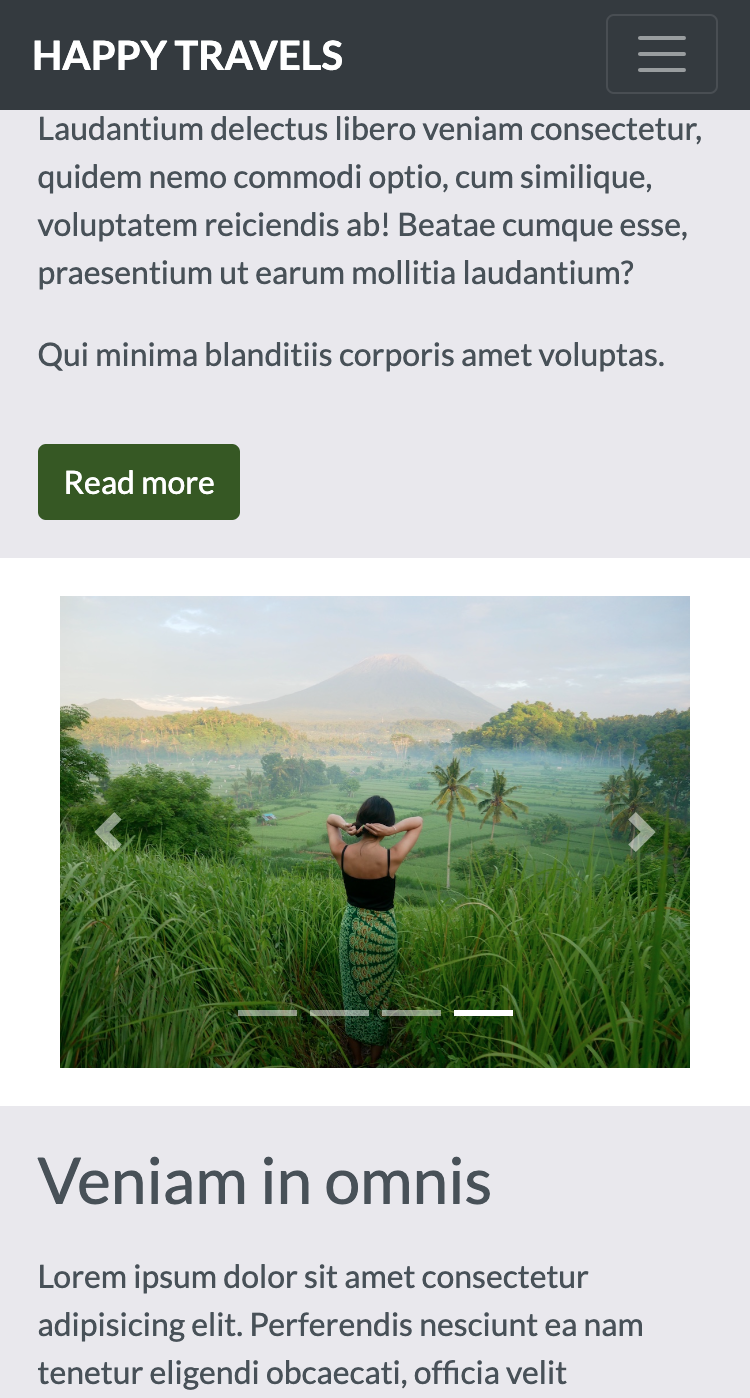 HAPPY TRAVELS
Laudantium delectus libero veniam consectetur,
quidem nemo commodi optio, cum similique,
voluptatem reiciendis ab! Beatae cumque esse,
praesentium ut earum mollitia laudantium?
Qui minima blanditiis corporis amet voluptas.
Read more
Veniam in omnis
Lorem ipsum dolor sit amet consectetur
adipisicing elit. Perferendis nesciunt ea nam
tenetur eligendi obcaecati, officia velit